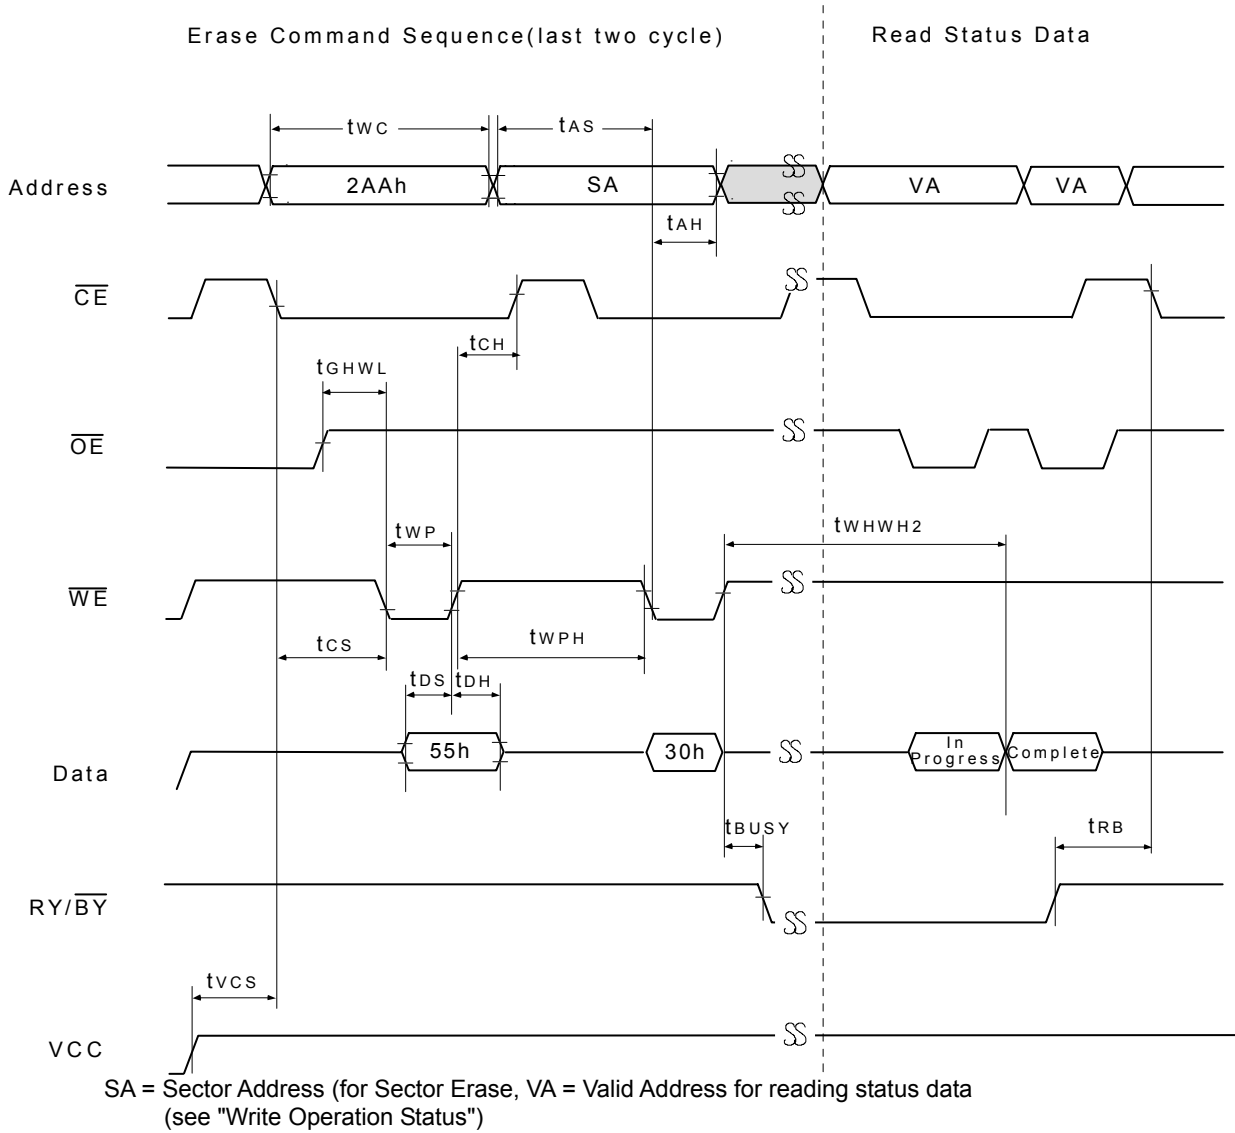 Erase Command Sequence(last two cycle)
Read Status Data
tWC
tAS
Address
2AAh
SA
VA
VA
tAH
CE
tCH
tGHWL
OE
tWP
tWHWH2
WE
tCS
tWPH
tDS
tDH
Data
55h
30h
In
Progress
Complete
tBUSY
tRB
RY/BY
tVCS
VCC
SA = Sector Address (for Sector Erase, VA = Valid Address for reading status data
(see "Write Operation Status")